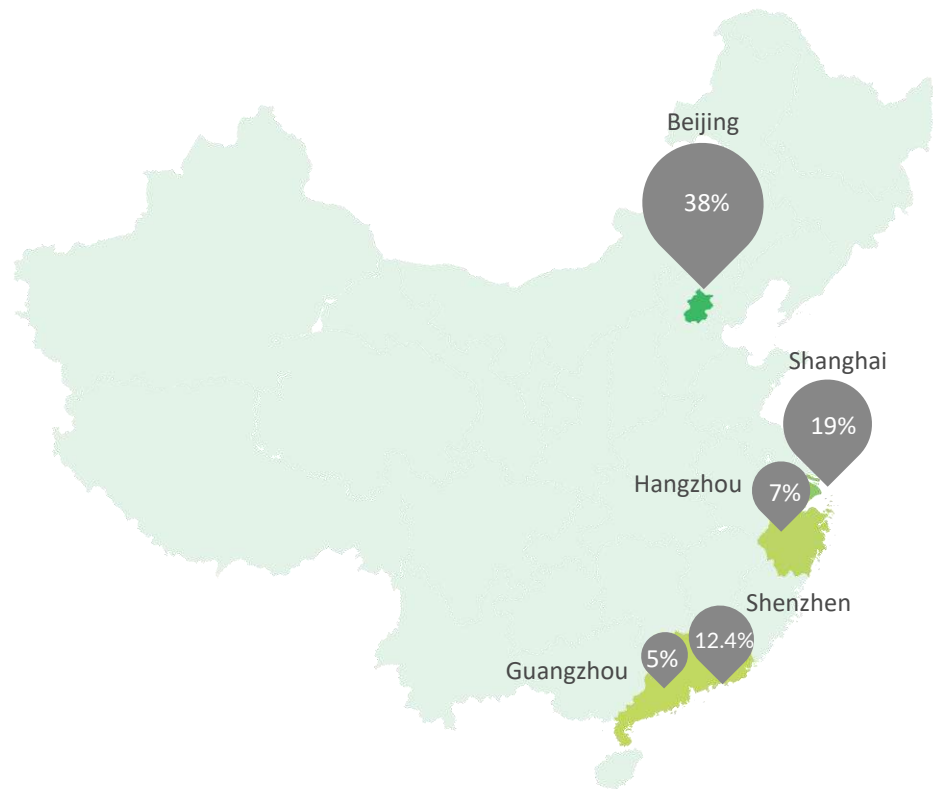 Beijing
38%
Shanghai
19%
Hangzhou
7%
Shenzhen
12.4%
Guangzhou
5%